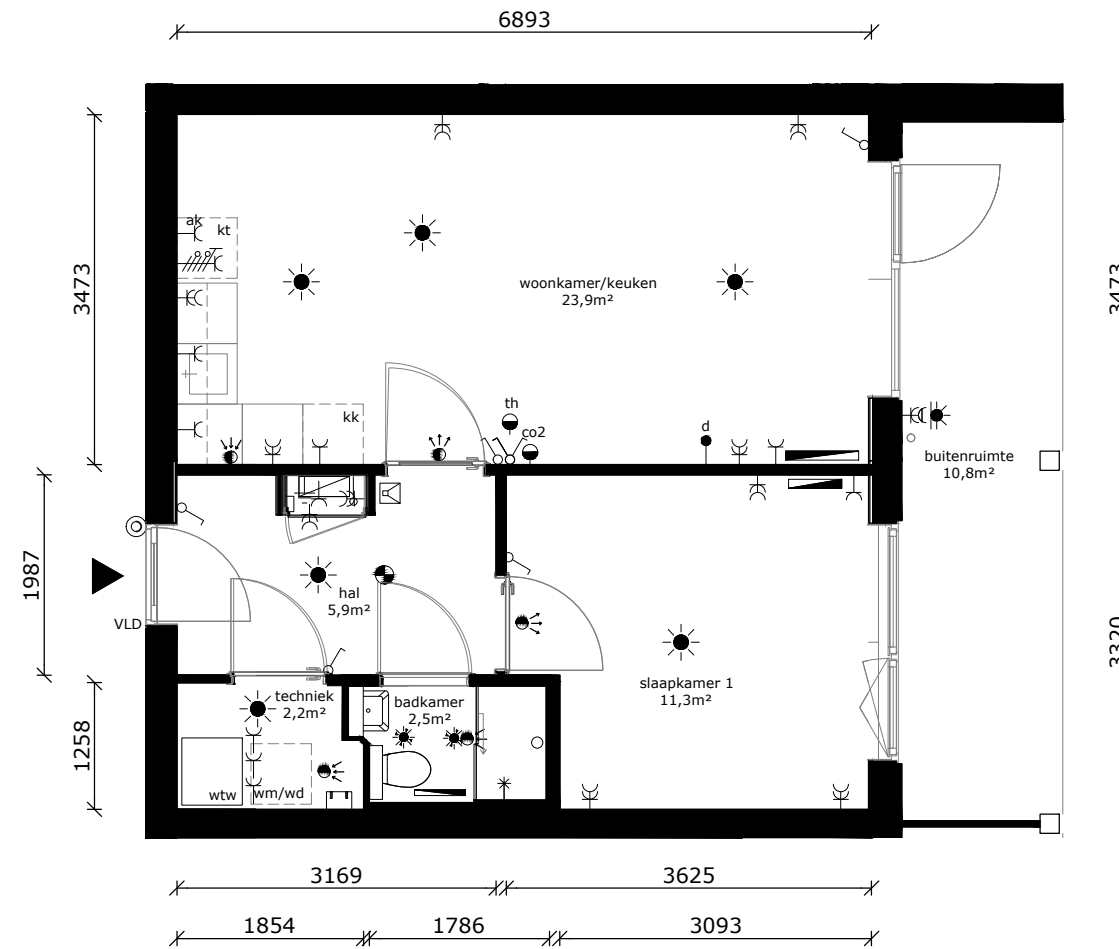 6893
ak
kt
3473
3473
woonkamer/keuken
23,9m²
kk
th
co2
d
buitenruimte
10,8m²
1987
hal
5,9m²
VLD
3320
slaapkamer 1
11,3m²
techniek
2,2m²
badkamer
2,5m²
1258
wtw
wm/wd
3169
3625
1854
1786
3093